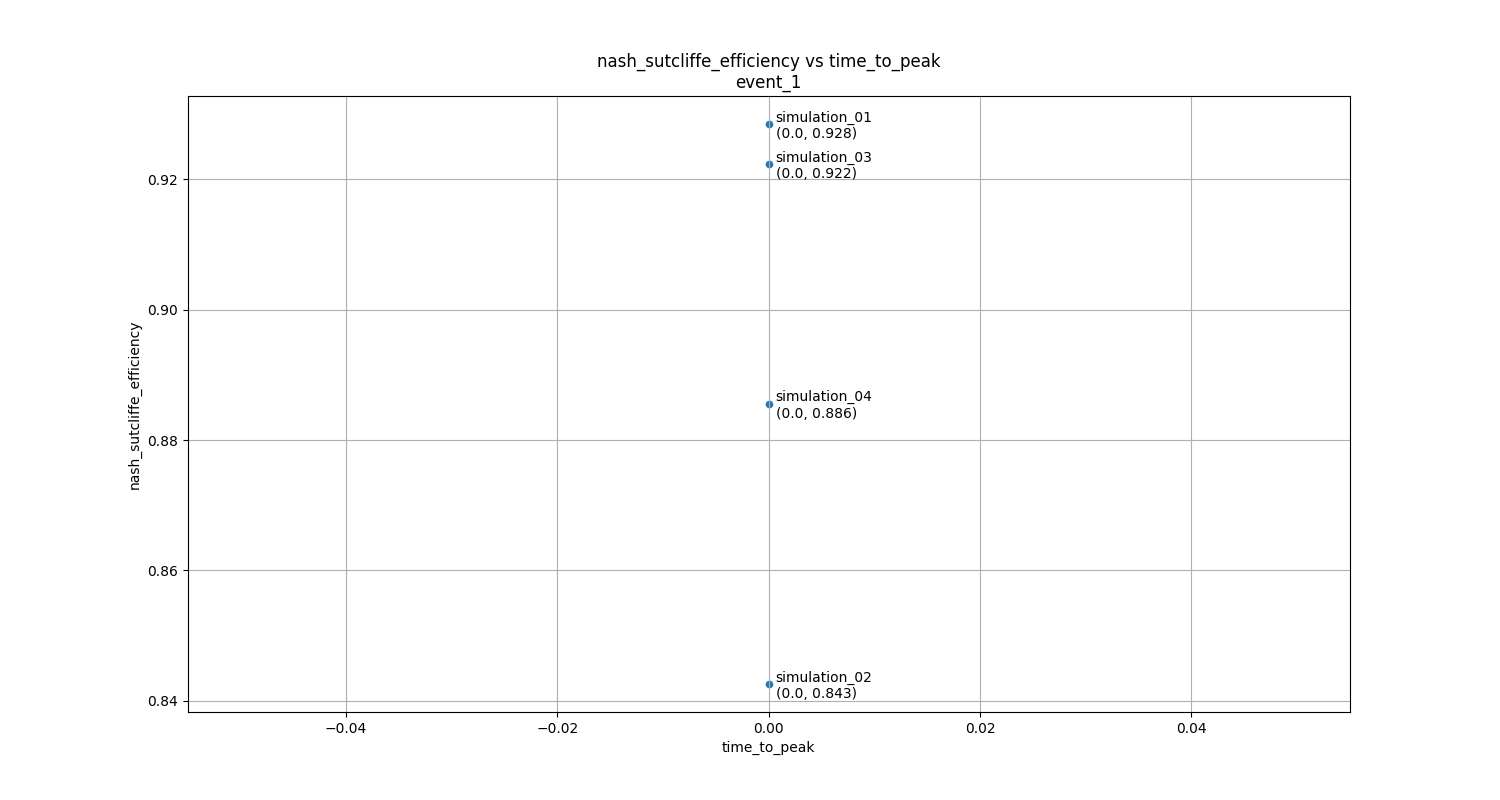 nash_sutcliffe_efficiency vs time_to_peak
event_1
simulation_01
(0.0, 0.928)
simulation_03
(0.0, 0.922)
0.92
0.90
simulation_04
(0.0, 0.886)
0.88
0.86
simulation_02
(0.0, 0.843)
0.84
nash_sutcliffe_efficiency
−0.04
−0.02
0.00
0.02
0.04
time_to_peak